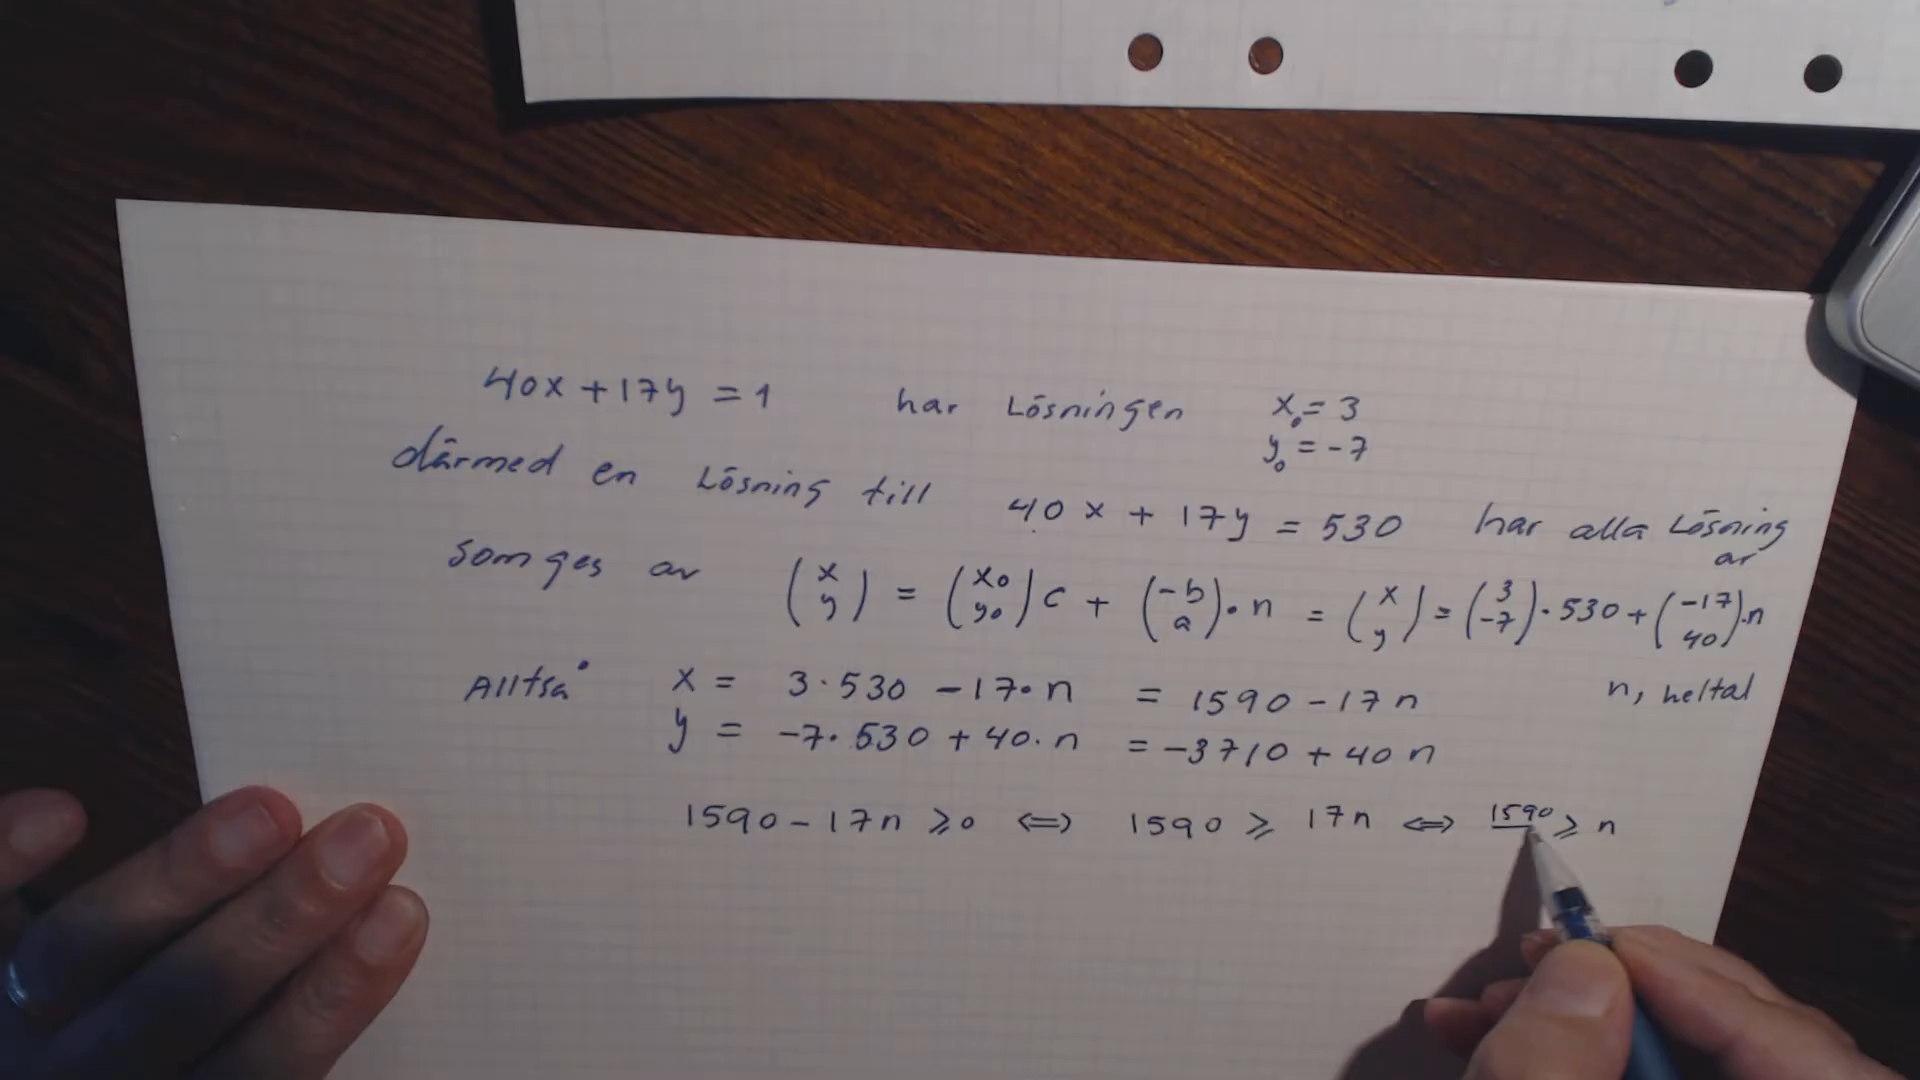 40x + 17y = 1 har Lösningen x₀ = 3
y₀ = -7
därmed en Lösning till 40x + 17y = 530 har alla Lösning
ar
som ges av (x y) = (x₀ y₀) c + (-b a) · n = (x y) = (3 -7) · 530 + (-17 40) · n
Alltså x = 3·530 - 17·n = 1590 - 17n n, heltal
y = -7·530 + 40·n = -3710 + 40n
1590 - 17n ≥ 0 ⇔ 1590 ≥ 17n ⇔ 1590 ≥ n